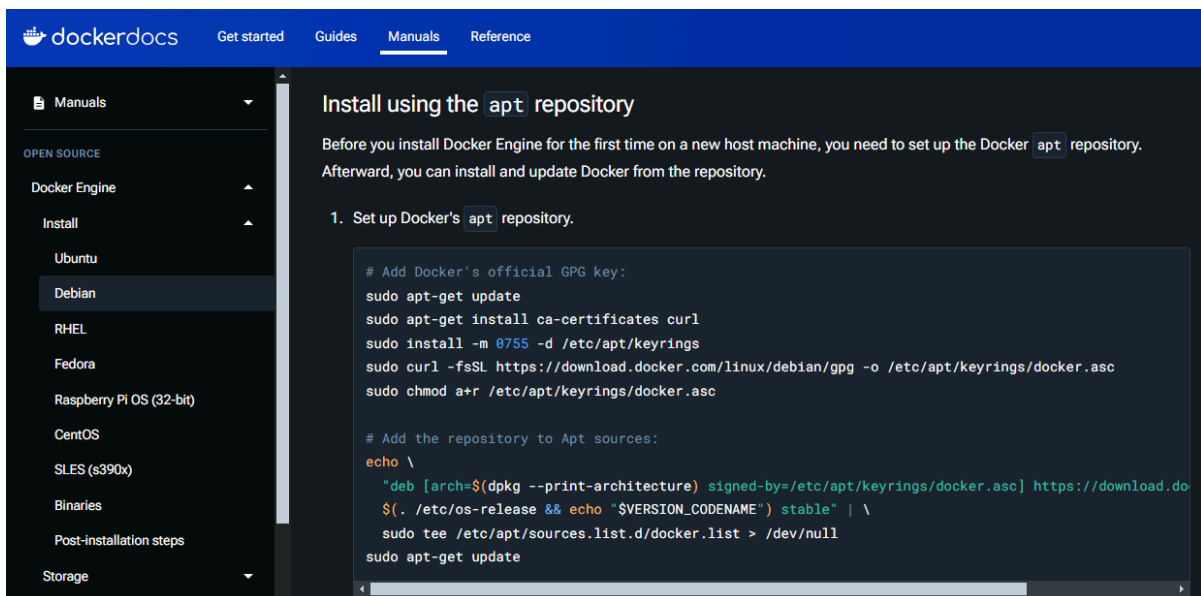 dockerdocs
Get started
Guides
Manuals
Reference
Manuals
OPEN SOURCE
Docker Engine
Install
Ubuntu
Debian
RHEL
Fedora
Raspberry Pi OS (32-bit)
CentOS
SLES (s390x)
Binaries
Post-installation steps
Storage
Install using the apt repository
Before you install Docker Engine for the first time on a new host machine, you need to set up the Docker apt repository.
Afterward, you can install and update Docker from the repository.
1. Set up Docker's apt repository.
# Add Docker's official GPG key:
sudo apt-get update
sudo apt-get install ca-certificates curl
sudo install -m 0755 -d /etc/apt/keyrings
sudo curl -fsSL https://download.docker.com/linux/debian/gpg -o /etc/apt/keyrings/docker.asc
sudo chmod a+r /etc/apt/keyrings/docker.asc
# Add the repository to Apt sources:
echo \
"deb [arch=$(dpkg --print-architecture) signed-by=/etc/apt/keyrings/docker.asc] https://download.do
$(. /etc/os-release && echo "$VERSION_CODENAME") stable" | \
sudo tee /etc/apt/sources.list.d/docker.list > /dev/null
sudo apt-get update